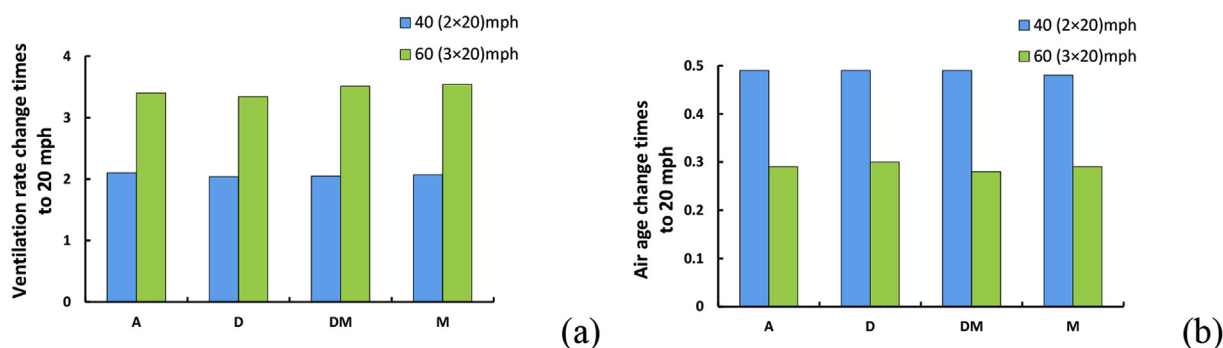 40 (2×20)mph
60 (3×20)mph
Ventilation rate change times
to 20 mph
4
3
2
1
0
A D DM M
(a)
40 (2×20)mph
60 (3×20)mph
Air age change times
to 20 mph
0.5
0.4
0.3
0.2
0.1
0
A D DM M
(b)